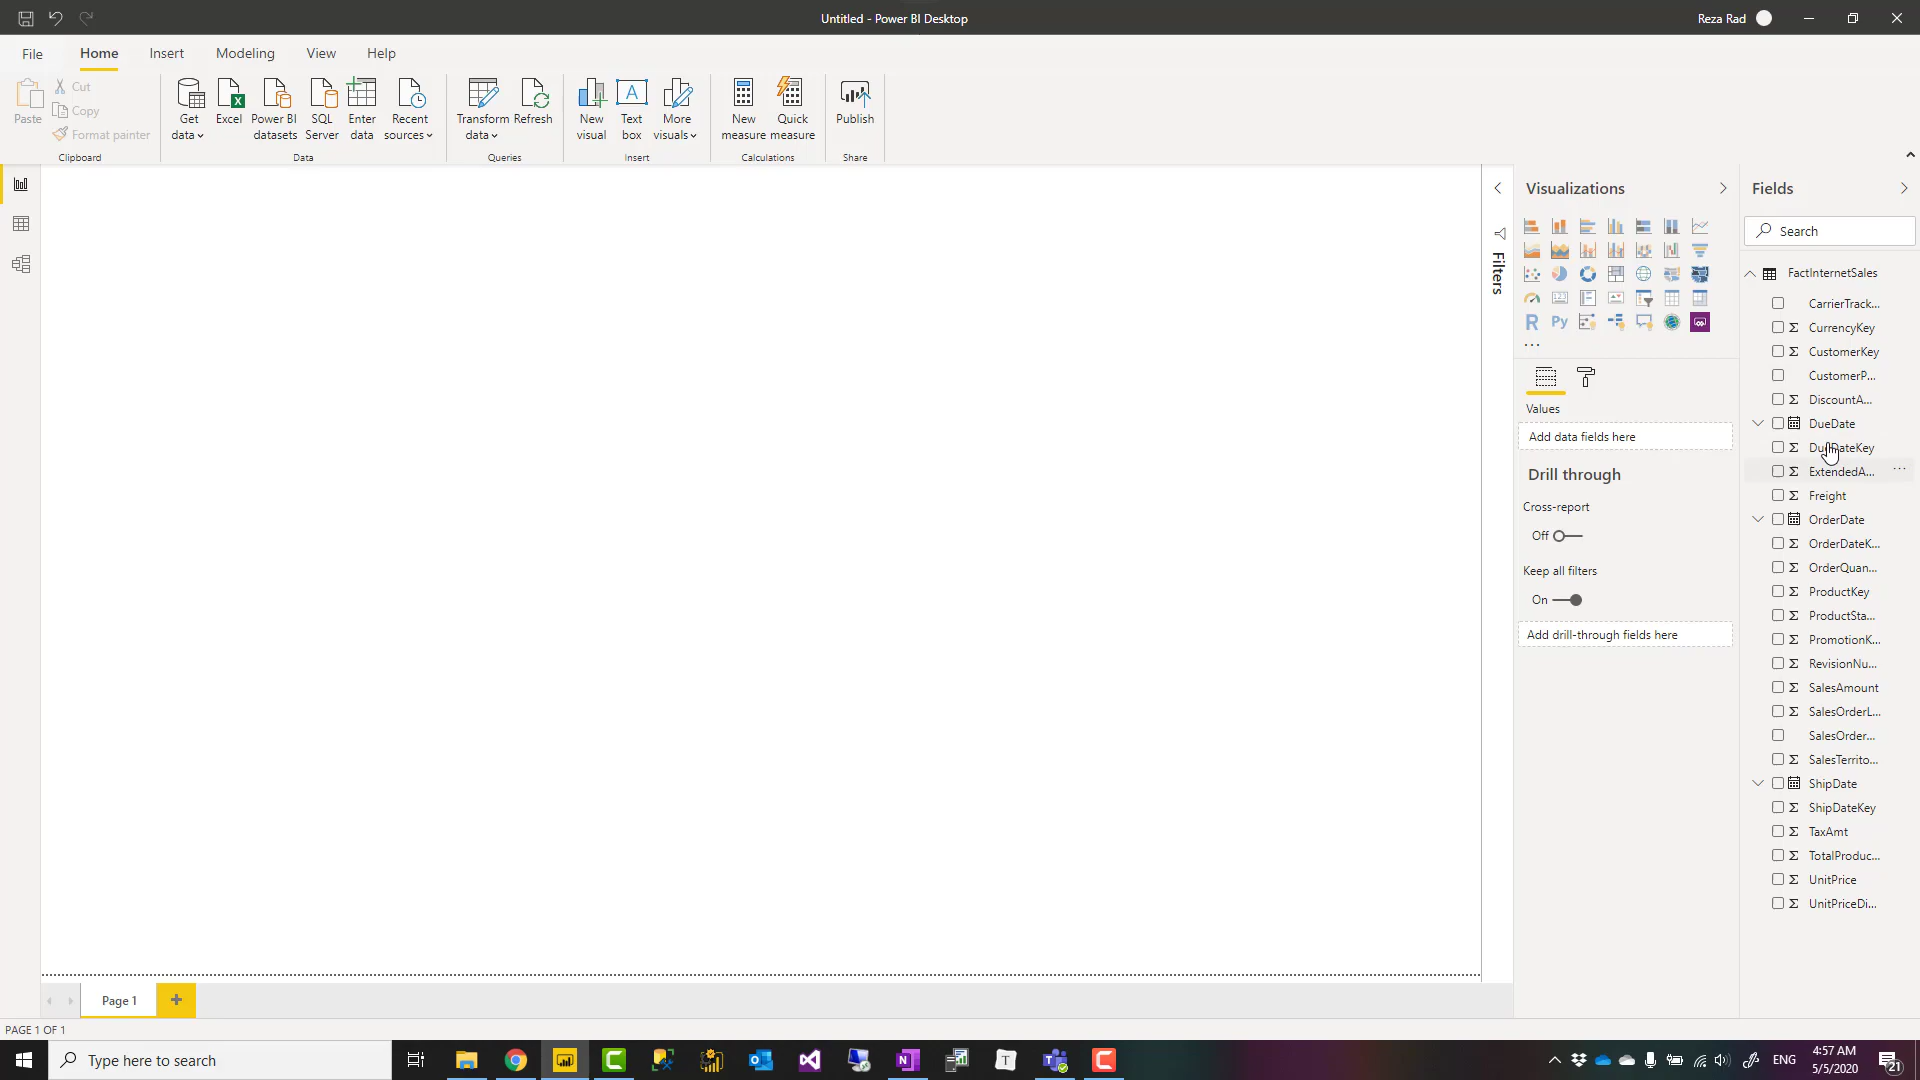 Untitled - Power BI Desktop
Reza Rad
File
Home
Insert
Modeling
View
Help
Paste
Cut
Copy
Format painter
Clipboard
Get data
Excel
Power BI datasets
SQL Server
Enter data
Recent sources
Data
Transform data
Refresh
Queries
New visual
A
Text box
More visuals
Insert
New measure
Quick measure
Calculations
Publish
Share
Filters
Visualizations
123
R
Py
...
Values
Add data fields here
Drill through
Cross-report
Off
Keep all filters
On
Add drill-through fields here
Fields
Search
FactInternetSales
CarrierTrack...
Σ CurrencyKey
Σ CustomerKey
CustomerP...
Σ DiscountA...
DueDate
Σ DueDateKey
Σ ExtendedA... ...
Σ Freight
OrderDate
Σ OrderDateK...
Σ OrderQuan...
Σ ProductKey
Σ ProductSta...
Σ PromotionK...
Σ RevisionNu...
Σ SalesAmount
Σ SalesOrderL...
SalesOrder...
Σ SalesTerrito...
ShipDate
Σ ShipDateKey
Σ TaxAmt
Σ TotalProduc...
Σ UnitPrice
Σ UnitPriceDi...
Page 1
+
PAGE 1 OF 1
Type here to search
ENG
4:57 AM
5/5/2020
21